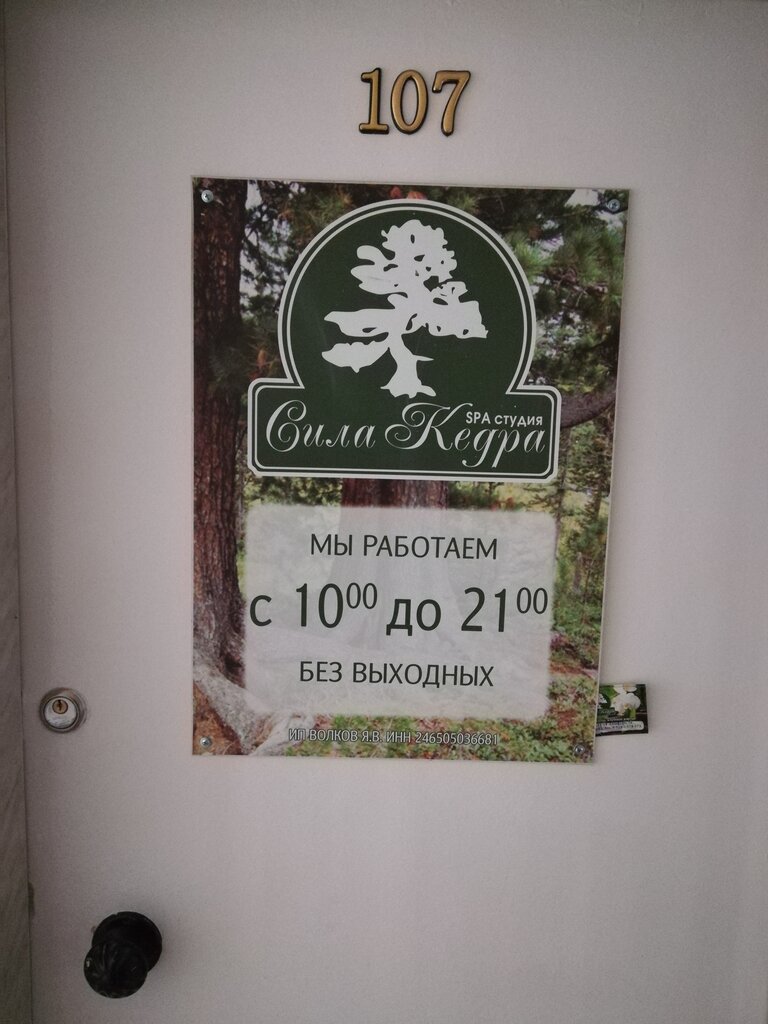 107
SPA СТУДИЯ
Сила Кедра
МЫ РАБОТАЕМ
с 10⁰⁰ до 21⁰⁰
БЕЗ ВЫХОДНЫХ
ИП ВОЛКОВ Я.В. ИНН 246505036681